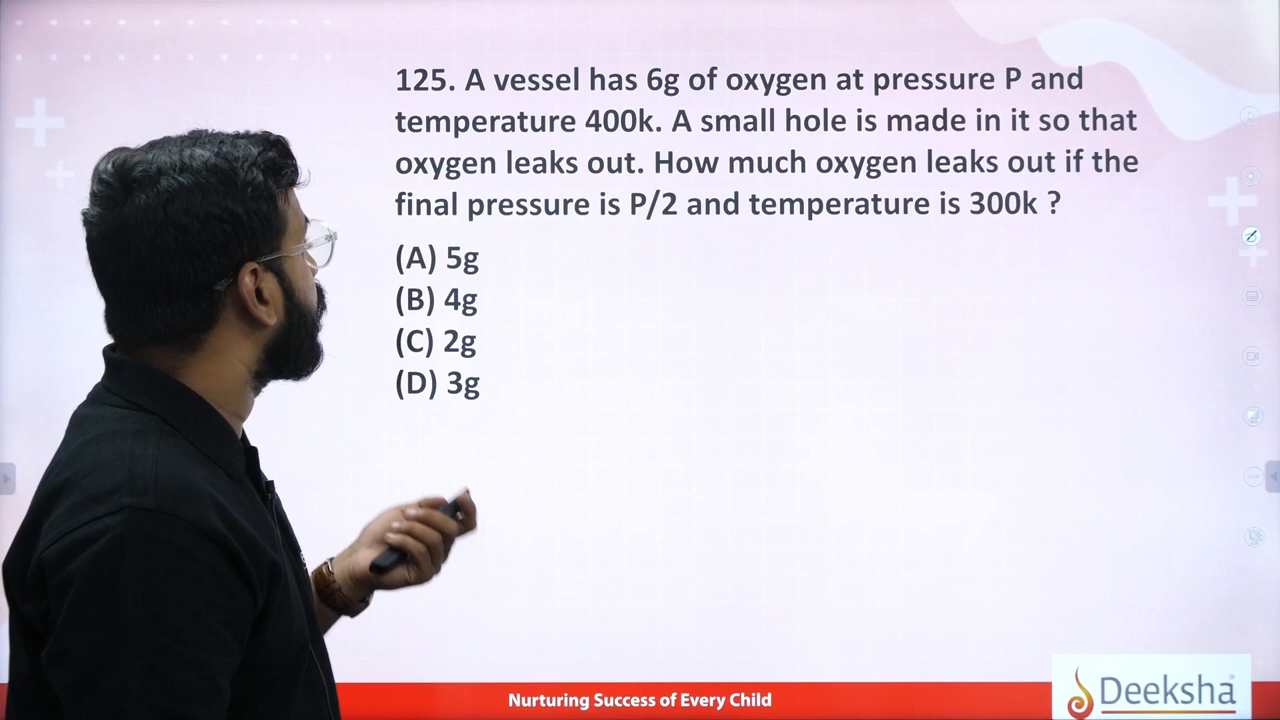 125. A vessel has 6g of oxygen at pressure P and
temperature 400k. A small hole is made in it so that
oxygen leaks out. How much oxygen leaks out if the
final pressure is P/2 and temperature is 300k ?
(A) 5g
(B) 4g
(C) 2g
(D) 3g
Nurturing Success of Every Child
Deeksha